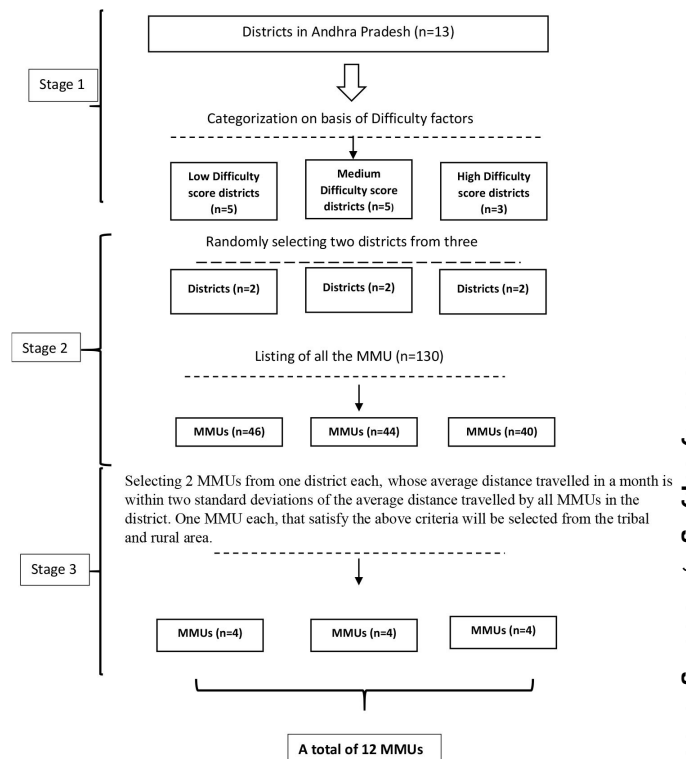 Districts in Andhra Pradesh (n=13)
Stage 1
Categorization on basis of Difficulty factors
Low Difficulty
score districts
(n=5)
Medium
Difficulty score
districts (n=5)
High Difficulty
score districts
(n=3)
Randomly selecting two districts from three
Districts (n=2)
Districts (n=2)
Districts (n=2)
Stage 2
Listing of all the MMU (n=130)
MMUs (n=46)
MMUs (n=44)
MMUs (n=40)
Selecting 2 MMUs from one district each, whose average distance travelled in a month is
within two standard deviations of the average distance travelled by all MMUs in the
district. One MMU each, that satisfy the above criteria will be selected from the tribal
and rural area.
Stage 3
MMUs (n=4)
MMUs (n=4)
MMUs (n=4)
A total of 12 MMUs